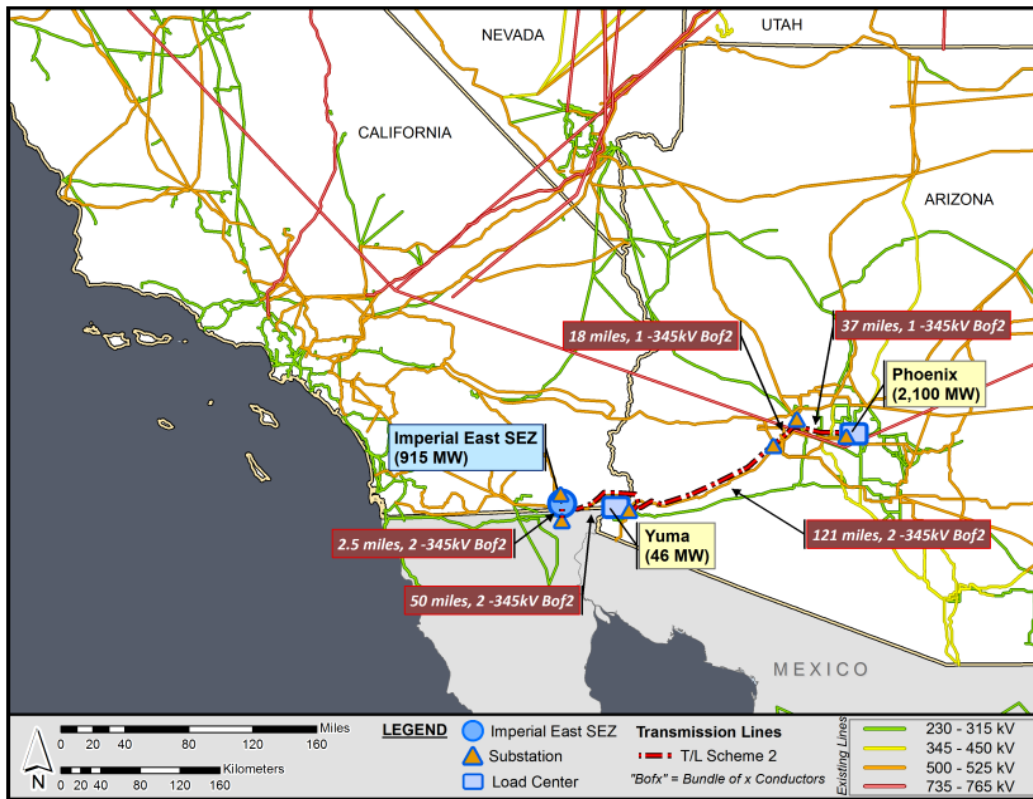 NEVADA
UTAH
CALIFORNIA
ARIZONA
18 miles, 1 -345kV Bof2
37 miles, 1 -345kV Bof2
Phoenix
(2,100 MW)
Imperial East SEZ
(915 MW)
2.5 miles, 2 -345kV Bof2
Yuma
(46 MW)
121 miles, 2 -345kV Bof2
50 miles, 2 -345kV Bof2
MEXICO
Miles
0 20 40 80 120 160
Kilometers
0 20 40 80 120 160
N
LEGEND
Imperial East SEZ
Substation
Load Center
Transmission Lines
T/L Scheme 2
"Bofx" = Bundle of x Conductors
Existing Lines
230 - 315 kV
345 - 450 kV
500 - 525 kV
735 - 765 kV